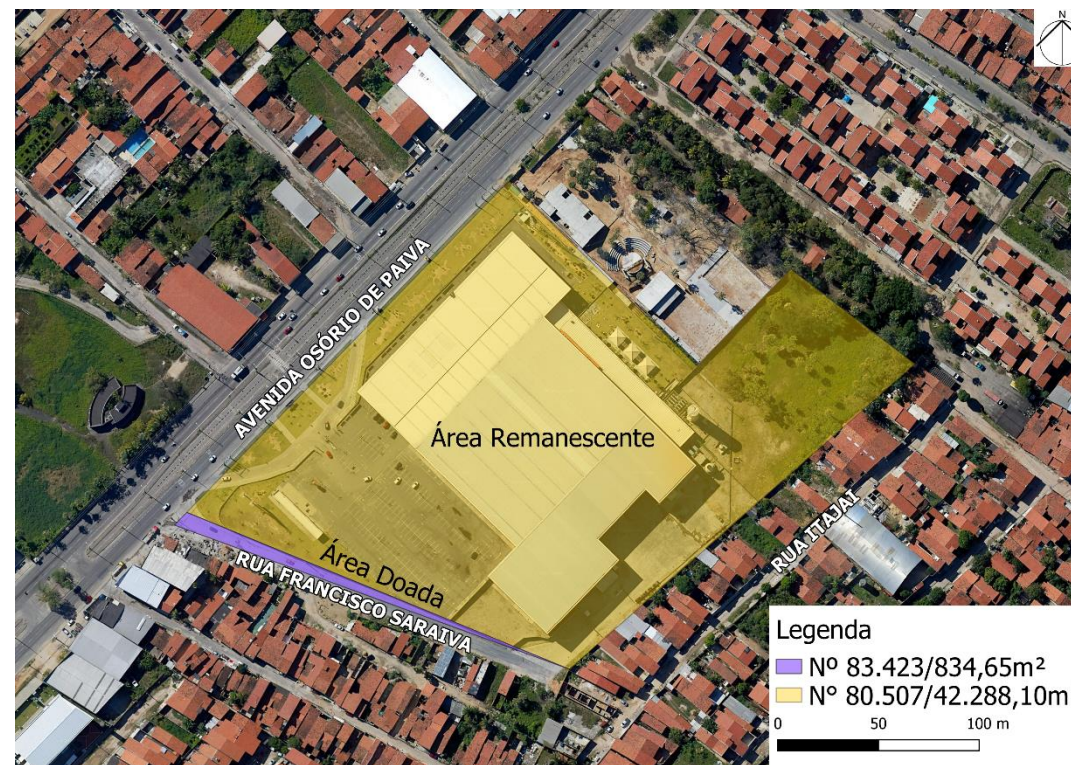 N
AVENIDA OSÓRIO DE PAIVA
Área Remanescente
Área Doada
RUA FRANCISCO SARAIVA
RUA ITAJAI
Legenda
Nº 83.423/834,65m²
Nº 80.507/42.288,10m
0 50 100 m